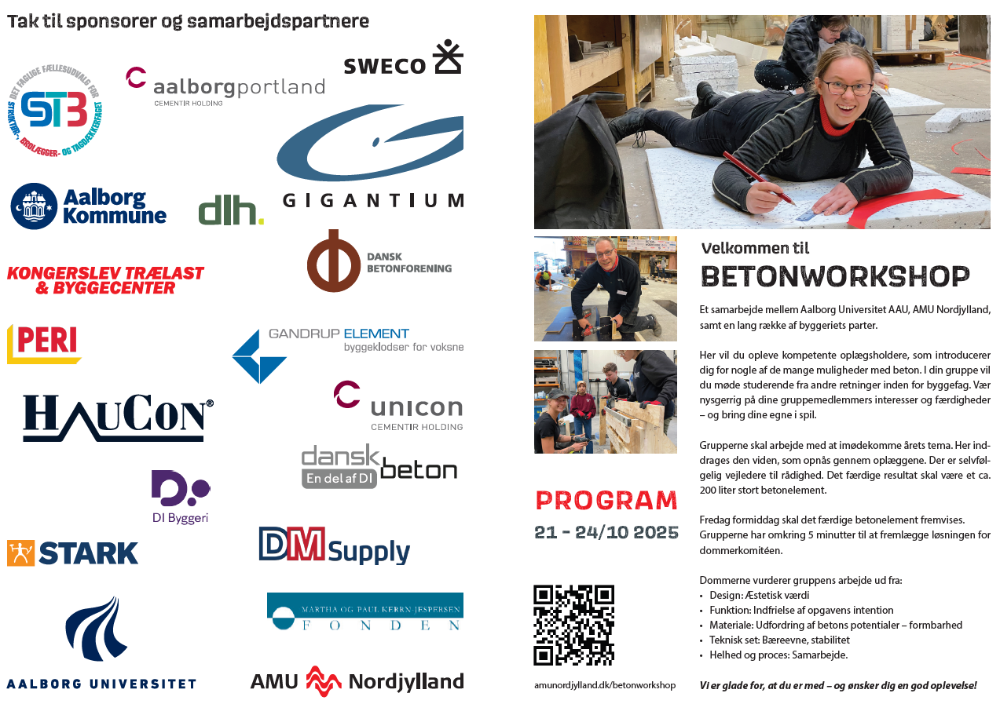 Tak til sponsorer og samarbejdspartnere
SWECO
DET FAGLIGE FÆLLESUDVALG FOR
STB
STRUKTØR-, BROLÆGGER- OG TAGDÆKKERFAGET
aalborgportland
CEMENTIR HOLDING
GIGANTIUM
Aalborg
Kommune
dlh.
DANSK
BETONFORENING
KONGERSLEV TRÆLAST
& BYGGECENTER
PERI
GANDRUP ELEMENT
byggeklodser for voksne
HAUCON®
unicon
CEMENTIR HOLDING
dansk
En del af DI
beton
DI Byggeri
STARK
DM Supply
MARTHA OG PAUL KERRN-JESPERSEN
FONDEN
AALBORG UNIVERSITET
AMU Nordjylland
Velkommen til
BETONWORKSHOP
Et samarbejde mellem Aalborg Universitet AAU, AMU Nordjylland,
samt en lang række af byggeriets parter.
Her vil du opleve kompetente oplægsholdere, som introducerer
dig for nogle af de mange muligheder med beton. I din gruppe vil
du møde studerende fra andre retninger inden for byggefag. Vær
nysgerrig på dine gruppemedlemmers interesser og færdigheder
– og bring dine egne i spil.
Grupperne skal arbejde med at imødekomme årets tema. Her ind-
drages den viden, som opnås gennem oplæggene. Der er selvføl-
gelig vejledere til rådighed. Det færdige resultat skal være et ca.
200 liter stort betonelement.
Fredag formiddag skal det færdige betonelement fremvises.
Grupperne har omkring 5 minutter til at fremlægge løsningen for
dommerkomitéen.
Dommerne vurderer gruppens arbejde ud fra:
• Design: Æstetisk værdi
• Funktion: Indfrielse af opgavens intention
• Materiale: Udfordring af betons potentialer – formbarhed
• Teknisk set: Bæreevne, stabilitet
• Helhed og proces: Samarbejde.
Vi er glade for, at du er med – og ønsker dig en god oplevelse!
PROGRAM
21 - 24/10 2025
amunordjylland.dk/betonworkshop